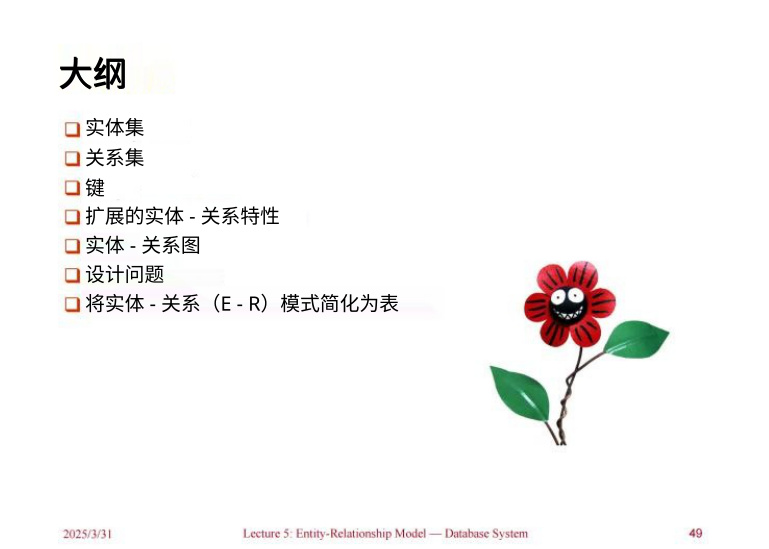 大纲
实体集
关系集
键
扩展的实体 - 关系特性
实体 - 关系图
设计问题
将实体 - 关系（E - R）模式简化为表
2025/3/31
Lecture 5: Entity-Relationship Model — Database System
49